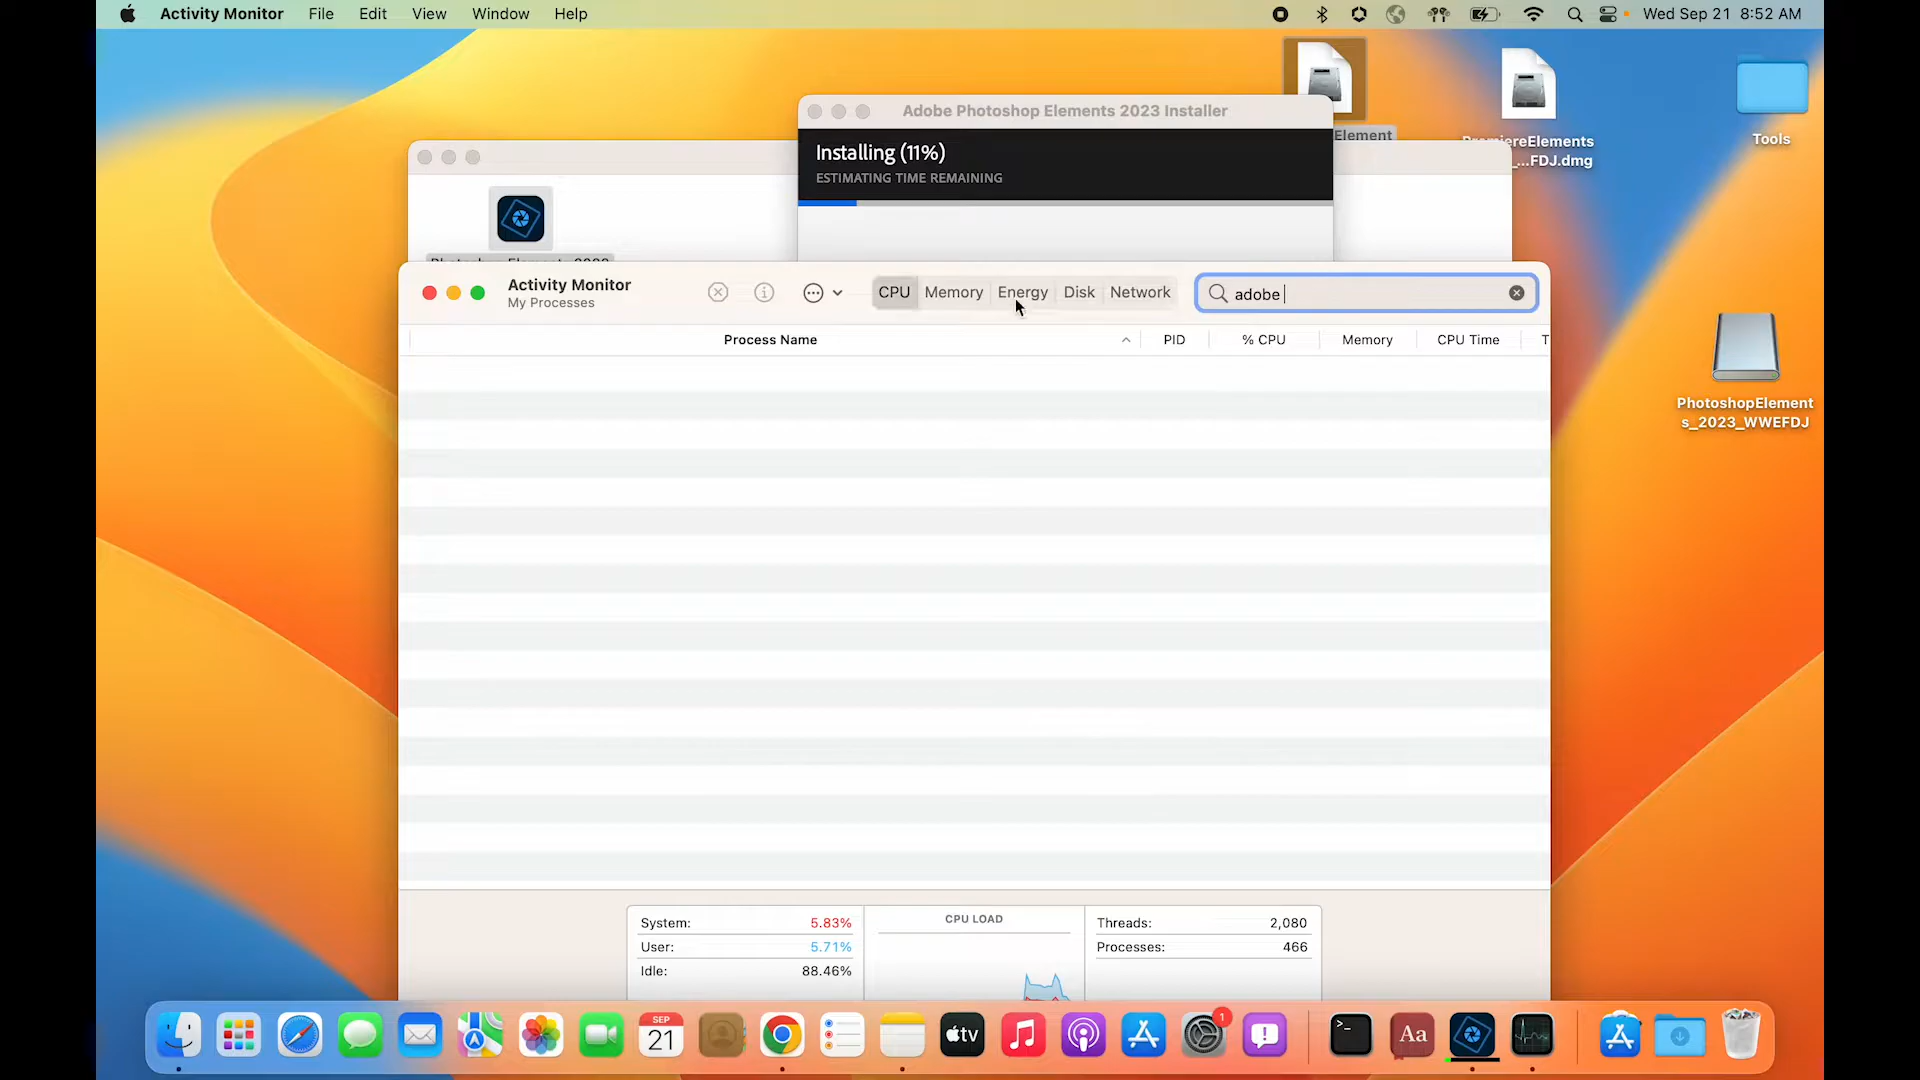 Activity Monitor File Edit View Window Help Wed Sep 21 8:52 AM
Adobe Photoshop Elements 2023 Installer
Installing (11%)
ESTIMATING TIME REMAINING
Element
PremiereElements
_...FDJ.dmg
Tools
Activity Monitor
My Processes
CPU Memory Energy Disk Network
adobe
Process Name PID % CPU Memory CPU Time T
PhotoshopElement
s_2023_WWEFDJ
System: 5.83%
User: 5.71%
Idle: 88.46%
CPU LOAD
Threads: 2,080
Processes: 466
SEP
21
tv
1
>_
Aa